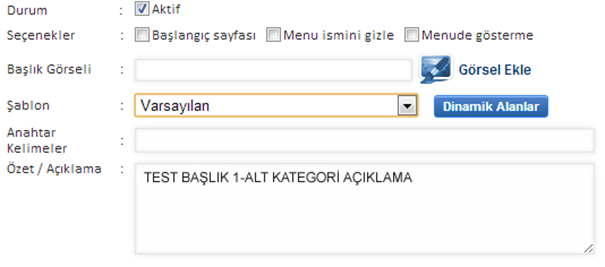 Durum : Aktif
Seçenekler : Başlangıç sayfası Menu ismini gizle Menude gösterme
Başlık Görseli : Görsel Ekle
Şablon : Varsayılan Dinamik Alanlar
Anahtar
Kelimeler :
Özet / Açıklama : TEST BAŞLIK 1-ALT KATEGORİ AÇIKLAMA